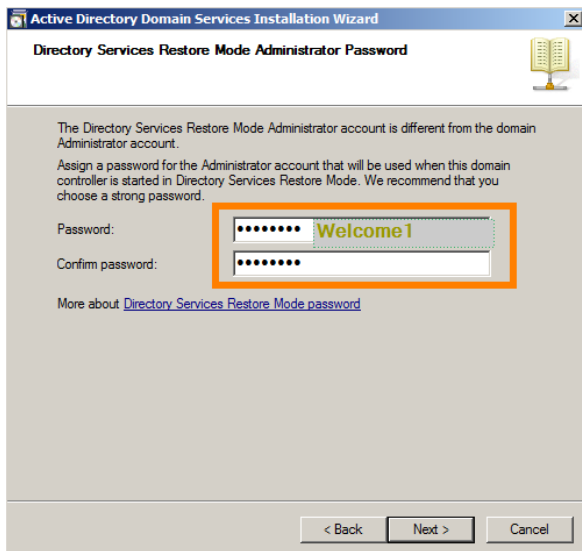 Active Directory Domain Services Installation Wizard
Directory Services Restore Mode Administrator Password
The Directory Services Restore Mode Administrator account is different from the domain
Administrator account.
Assign a password for the Administrator account that will be used when this domain
controller is started in Directory Services Restore Mode. We recommend that you
choose a strong password.
Password: •••••••• Welcome1
Confirm password: ••••••••
More about Directory Services Restore Mode password
< Back Next > Cancel